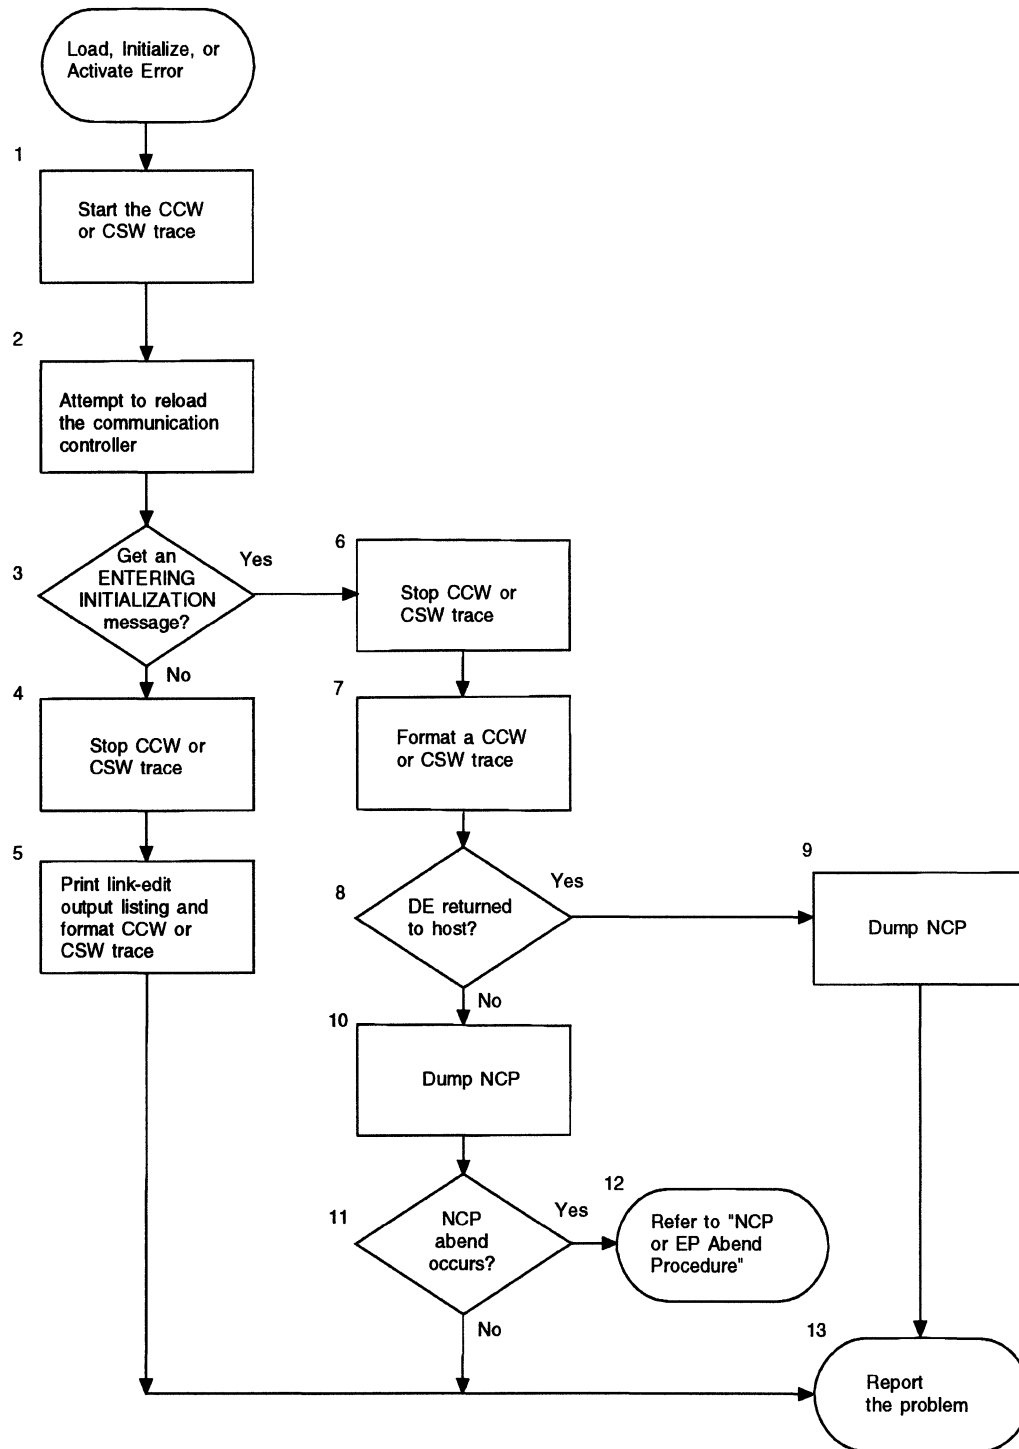 Load, Initialize, or
Activate Error
1
Start the CCW
or CSW trace
2
Attempt to reload
the communication
controller
3
Get an
ENTERING
INITIALIZATION
message?
Yes
No
4
Stop CCW or
CSW trace
5
Print link-edit
output listing and
format CCW or
CSW trace
6
Stop CCW or
CSW trace
7
Format a CCW
or CSW trace
8
DE returned
to host?
Yes
No
9
Dump NCP
10
Dump NCP
11
NCP
abend
occurs?
Yes
No
12
Refer to "NCP
or EP Abend
Procedure"
13
Report
the problem